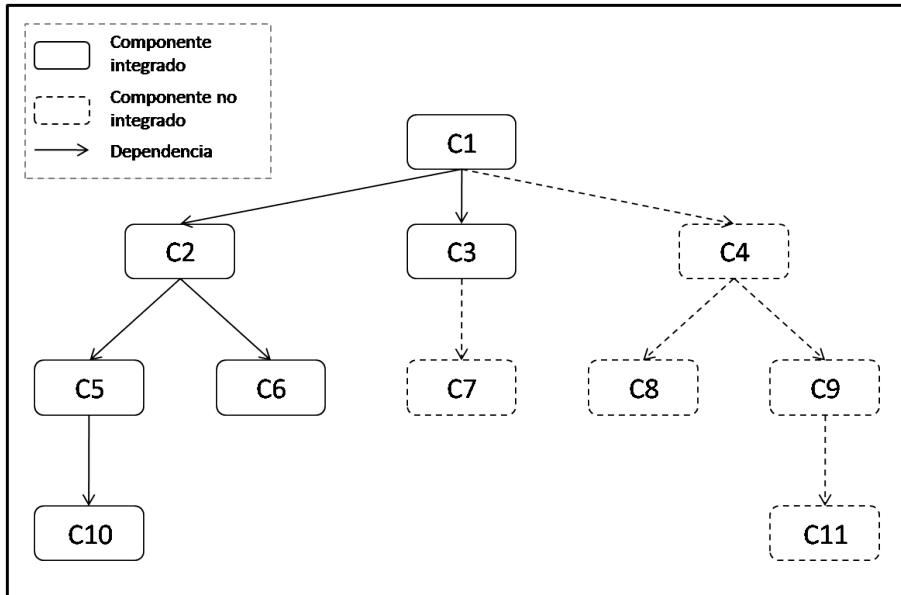 Componente
integrado
Componente no
integrado
Dependencia
C1
C2
C3
C4
C5
C6
C7
C8
C9
C10
C11